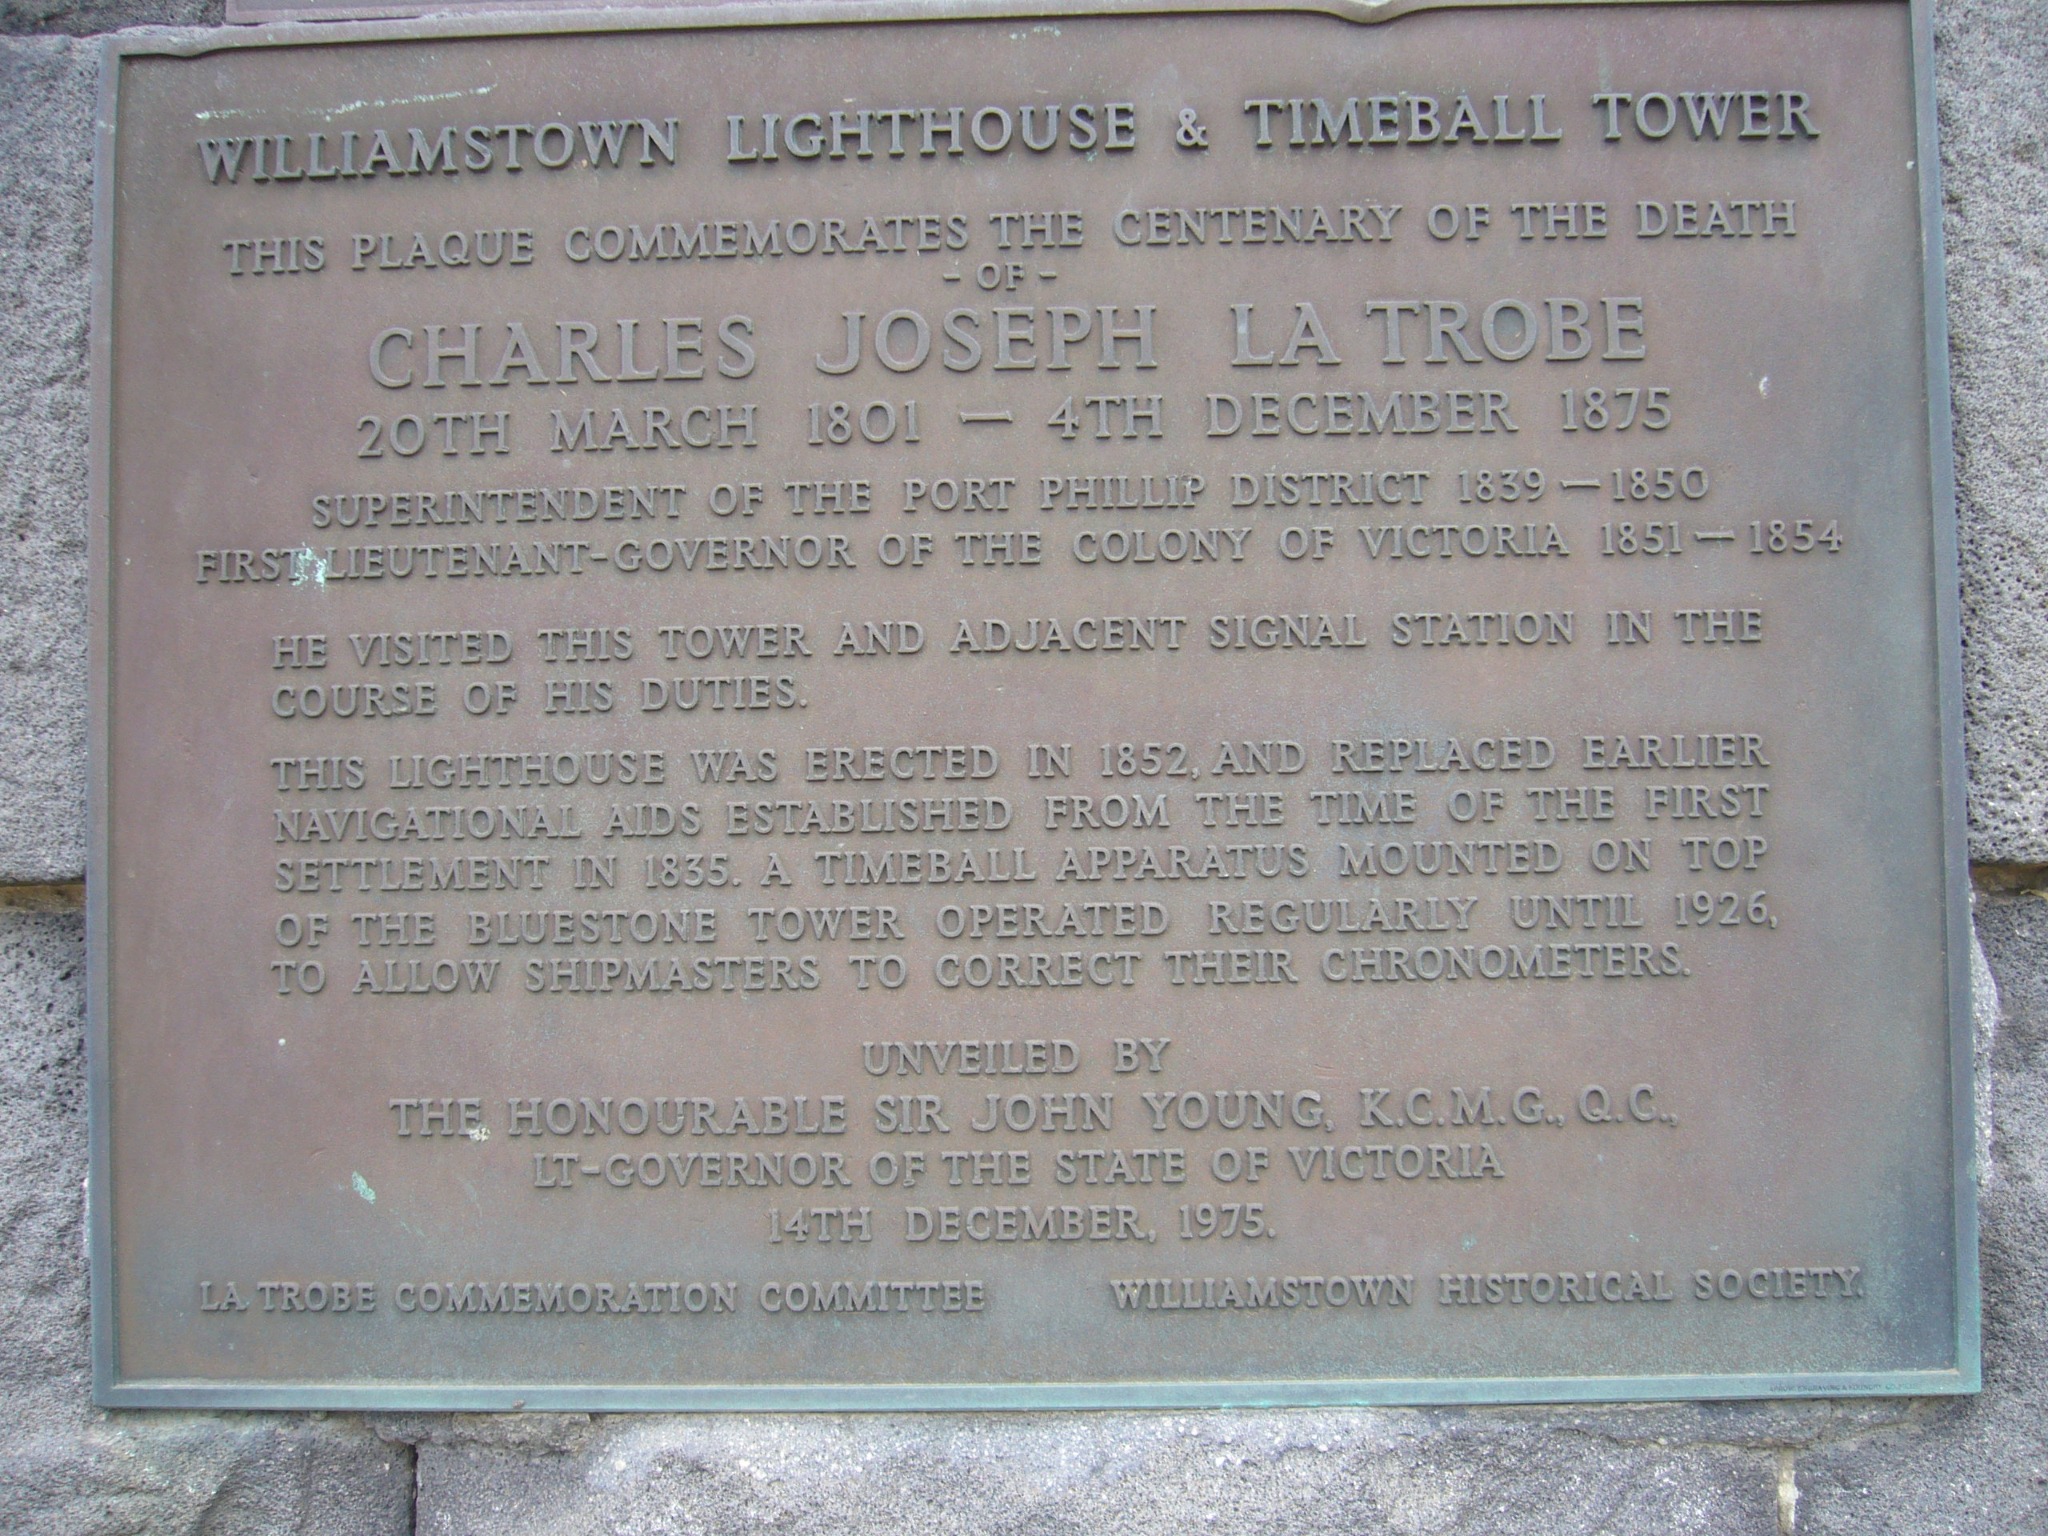 WILLIAMSTOWN LIGHTHOUSE & TIMEBALL TOWER
THIS PLAQUE COMMEMORATES THE CENTENARY OF THE DEATH
- OF -
CHARLES JOSEPH LA TROBE
20TH MARCH 1801 — 4TH DECEMBER 1875
SUPERINTENDENT OF THE PORT PHILLIP DISTRICT 1839 — 1850
FIRST LIEUTENANT-GOVERNOR OF THE COLONY OF VICTORIA 1851 — 1854
HE VISITED THIS TOWER AND ADJACENT SIGNAL STATION IN THE
COURSE OF HIS DUTIES.
THIS LIGHTHOUSE WAS ERECTED IN 1852, AND REPLACED EARLIER
NAVIGATIONAL AIDS ESTABLISHED FROM THE TIME OF THE FIRST
SETTLEMENT IN 1835. A TIMEBALL APPARATUS MOUNTED ON TOP
OF THE BLUESTONE TOWER OPERATED REGULARLY UNTIL 1926,
TO ALLOW SHIPMASTERS TO CORRECT THEIR CHRONOMETERS.
UNVEILED BY
THE HONOURABLE SIR JOHN YOUNG, K.C.M.G., Q.C.,
LT-GOVERNOR OF THE STATE OF VICTORIA
14TH DECEMBER, 1975.
LA TROBE COMMEMORATION COMMITTEE WILLIAMSTOWN HISTORICAL SOCIETY.